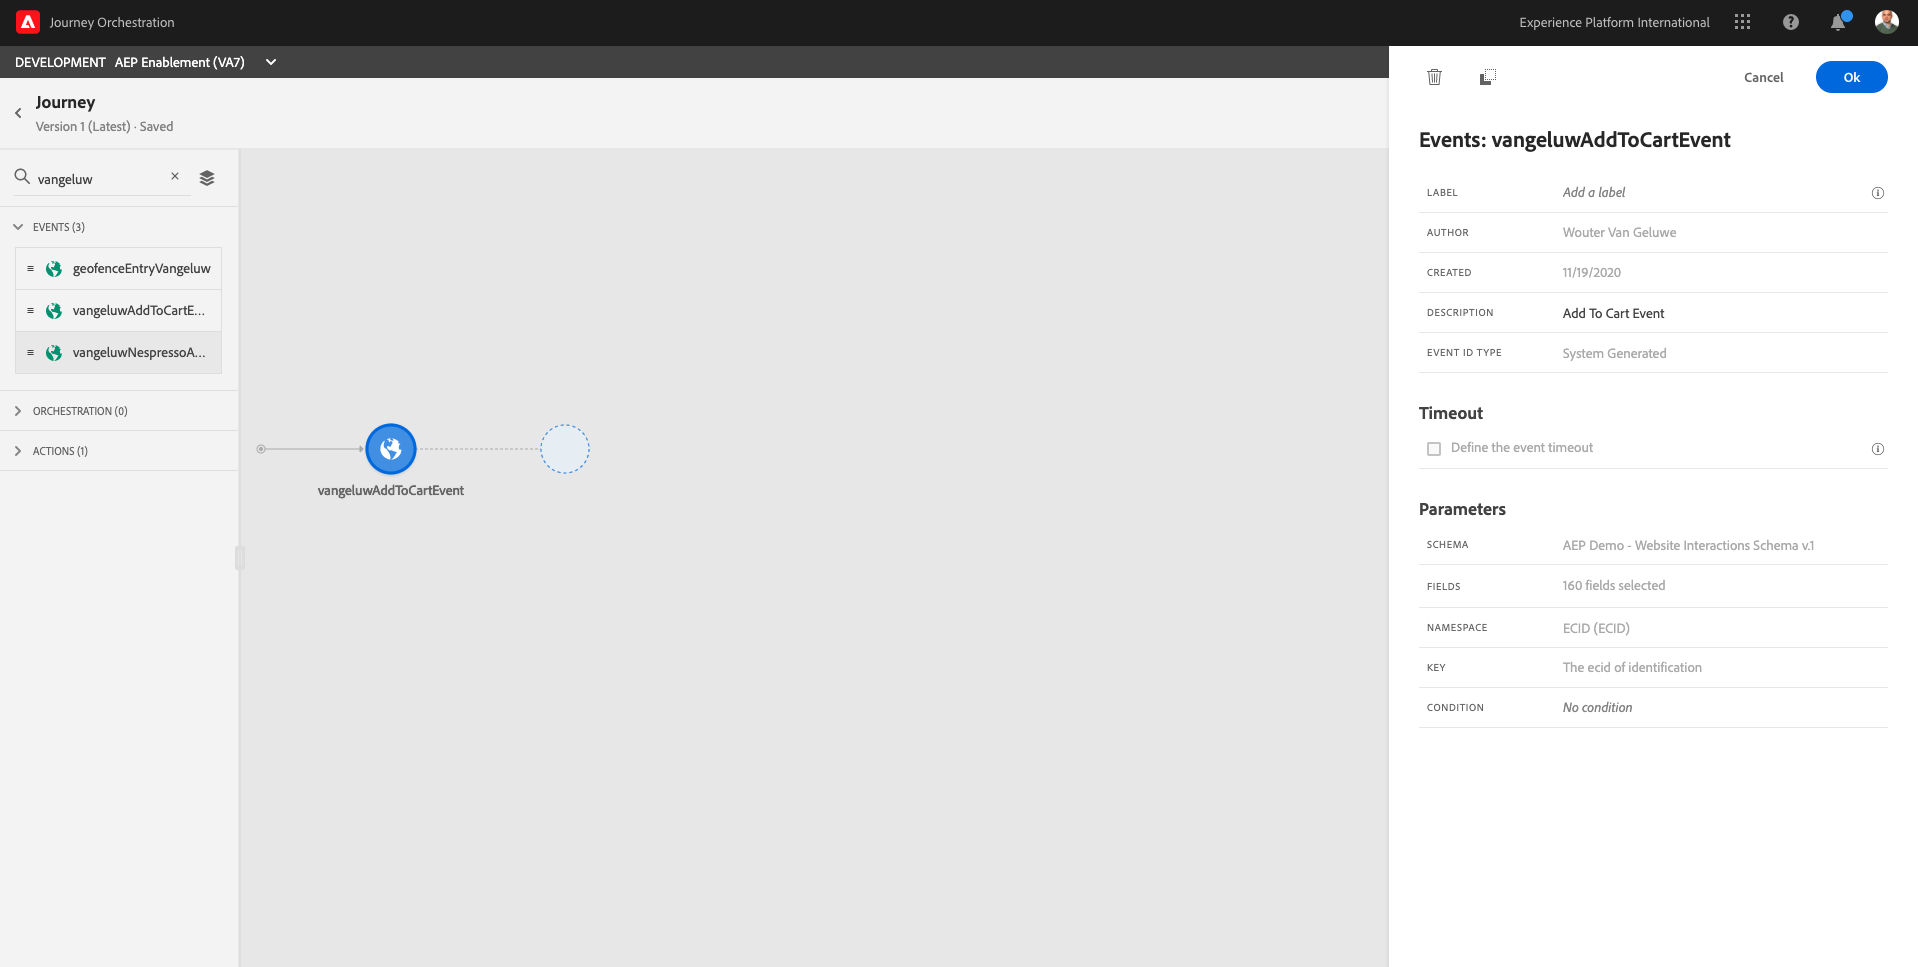 Journey Orchestration
Experience Platform International
DEVELOPMENT AEP Enablement (VA7)
Journey
Version 1 (Latest) · Saved
vangeluw
EVENTS (3)
geofenceEntryVangeluw
vangeluwAddToCartE...
vangeluwNespressoA...
ORCHESTRATION (0)
ACTIONS (1)
vangeluwAddToCartEvent
Cancel
Ok
Events: vangeluwAddToCartEvent
LABEL Add a label
AUTHOR Wouter Van Geluwe
CREATED 11/19/2020
DESCRIPTION Add To Cart Event
EVENT ID TYPE System Generated
Timeout
Define the event timeout
Parameters
SCHEMA AEP Demo - Website Interactions Schema v.1
FIELDS 160 fields selected
NAMESPACE ECID (ECID)
KEY The ecid of identification
CONDITION No condition